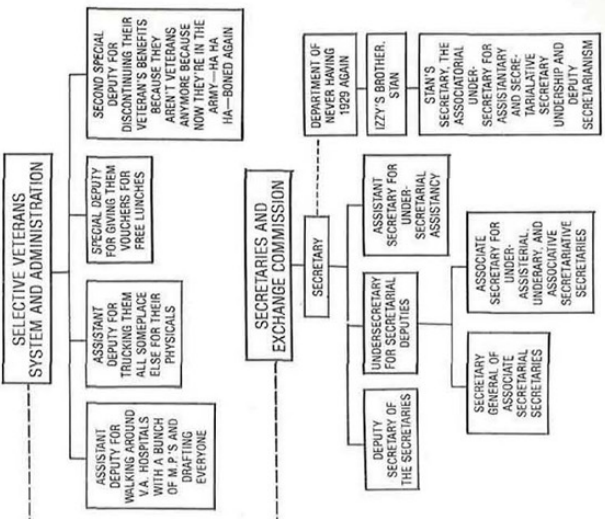 SELECTIVE VETERANS
SYSTEM AND ADMINISTRATION
ASSISTANT
DEPUTY FOR
WALKING AROUND
V.A. HOSPITALS
WITH A BUNCH
OF M.P.'S AND
DRAFTING
EVERYONE
ASSISTANT
DEPUTY FOR
TRUCKING THEM
ALL SOMEPLACE
ELSE FOR THEIR
PHYSICALS
SPECIAL DEPUTY
FOR GIVING THEM
VOUCHERS FOR
FREE LUNCHES
SECOND SPECIAL
DEPUTY FOR
DISCONTINUING THEIR
VETERAN'S BENEFITS
BECAUSE THEY
AREN'T VETERANS
ANYMORE BECAUSE
NOW THEY'RE IN THE
ARMY—HA HA
HA—BONED AGAIN
SECRETARIES AND
EXCHANGE COMMISSION
SECRETARY
DEPARTMENT OF
NEVER HAVING
1929 AGAIN
IZZY'S BROTHER,
STAN
STAN'S
SECRETARY, THE
ASSOCIATORIAL
UNDER-
SECRETARY FOR
ASSISTANTARY
AND SECRE-
TARIALATIVE
SECRETARY
UNDERSHIP AND
DEPUTY
SECRETARIANISM
DEPUTY
SECRETARY OF
THE SECRETARIES
UNDERSECRETARY
FOR SECRETARIAL
DEPUTIES
ASSISTANT
SECRETARY FOR
UNDER-
SECRETARIAL
ASSISTANCY
SECRETARY
GENERAL OF
ASSOCIATE
SECRETARIAL
SECRETARIES
ASSOCIATE
SECRETARY FOR
UNDER-
ASSISTERIAL,
UNDERARY, AND
ASSOCIATIVE
SECRETARIATIVE
SECRETARIES